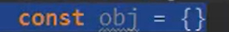 const obj = {}